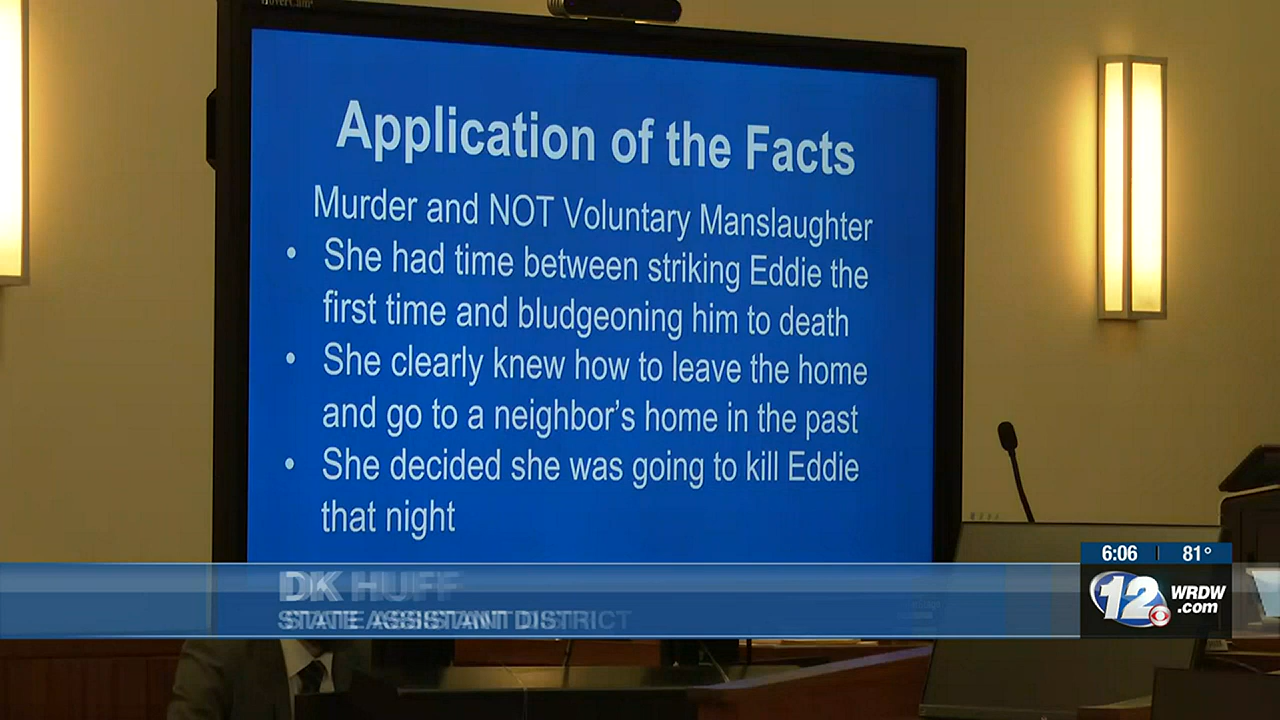 HoverCam
Application of the Facts
Murder and NOT Voluntary Manslaughter
• She had time between striking Eddie the
first time and bludgeoning him to death
• She clearly knew how to leave the home
and go to a neighbor's home in the past
• She decided she was going to kill Eddie
that night
DK HUFF
STATE ASSISTANT DISTRICT
6:06 | 81°
12 WRDW
.com